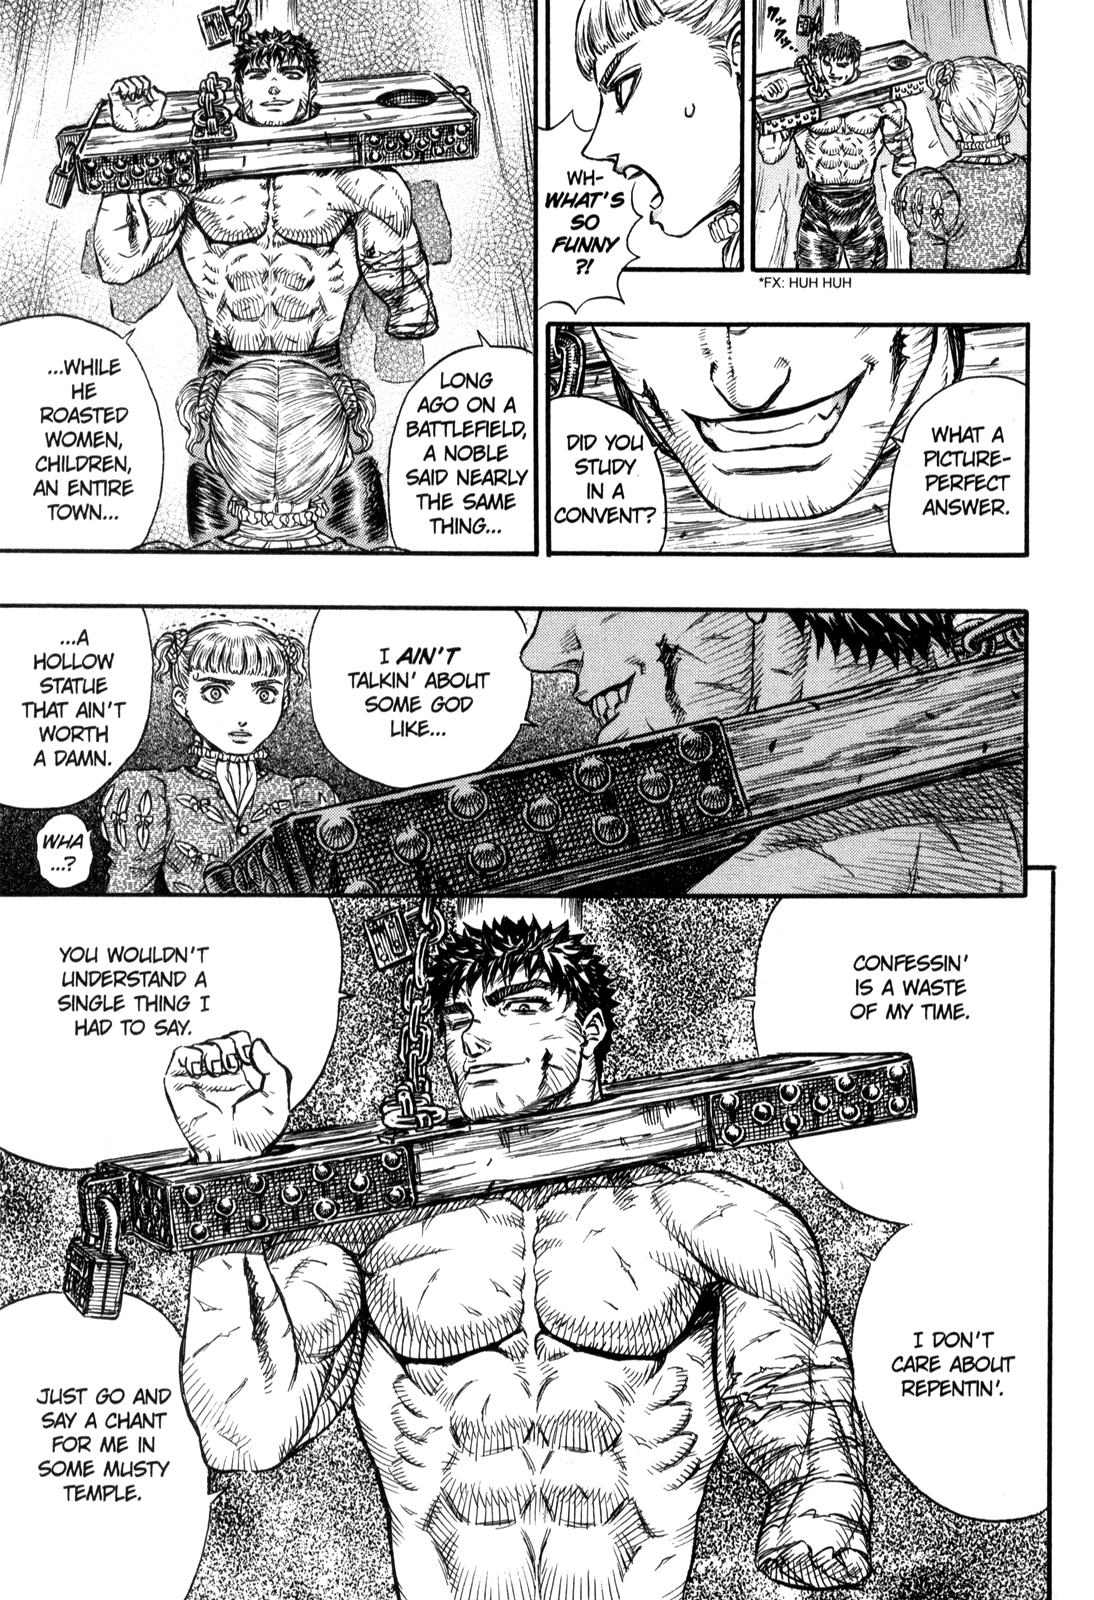 クッ
クッ…
*FX: HUH HUH
WH-
WHAT'S
SO
FUNNY
?!
WHAT A
PICTURE-
PERFECT
ANSWER.
DID YOU
STUDY
IN A
CONVENT?
LONG
AGO ON A
BATTLEFIELD,
A NOBLE
SAID NEARLY
THE SAME
THING...
...WHILE
HE
ROASTED
WOMEN,
CHILDREN,
AN ENTIRE
TOWN...
I AIN'T
TALKIN' ABOUT
SOME GOD
LIKE...
...A
HOLLOW
STATUE
THAT AIN'T
WORTH
A DAMN.
WHA
...?
CONFESSIN'
IS A WASTE
OF MY TIME.
I DON'T
CARE ABOUT
REPENTIN'.
YOU WOULDN'T
UNDERSTAND A
SINGLE THING I
HAD TO SAY.
JUST GO AND
SAY A CHANT
FOR ME IN
SOME MUSTY
TEMPLE.